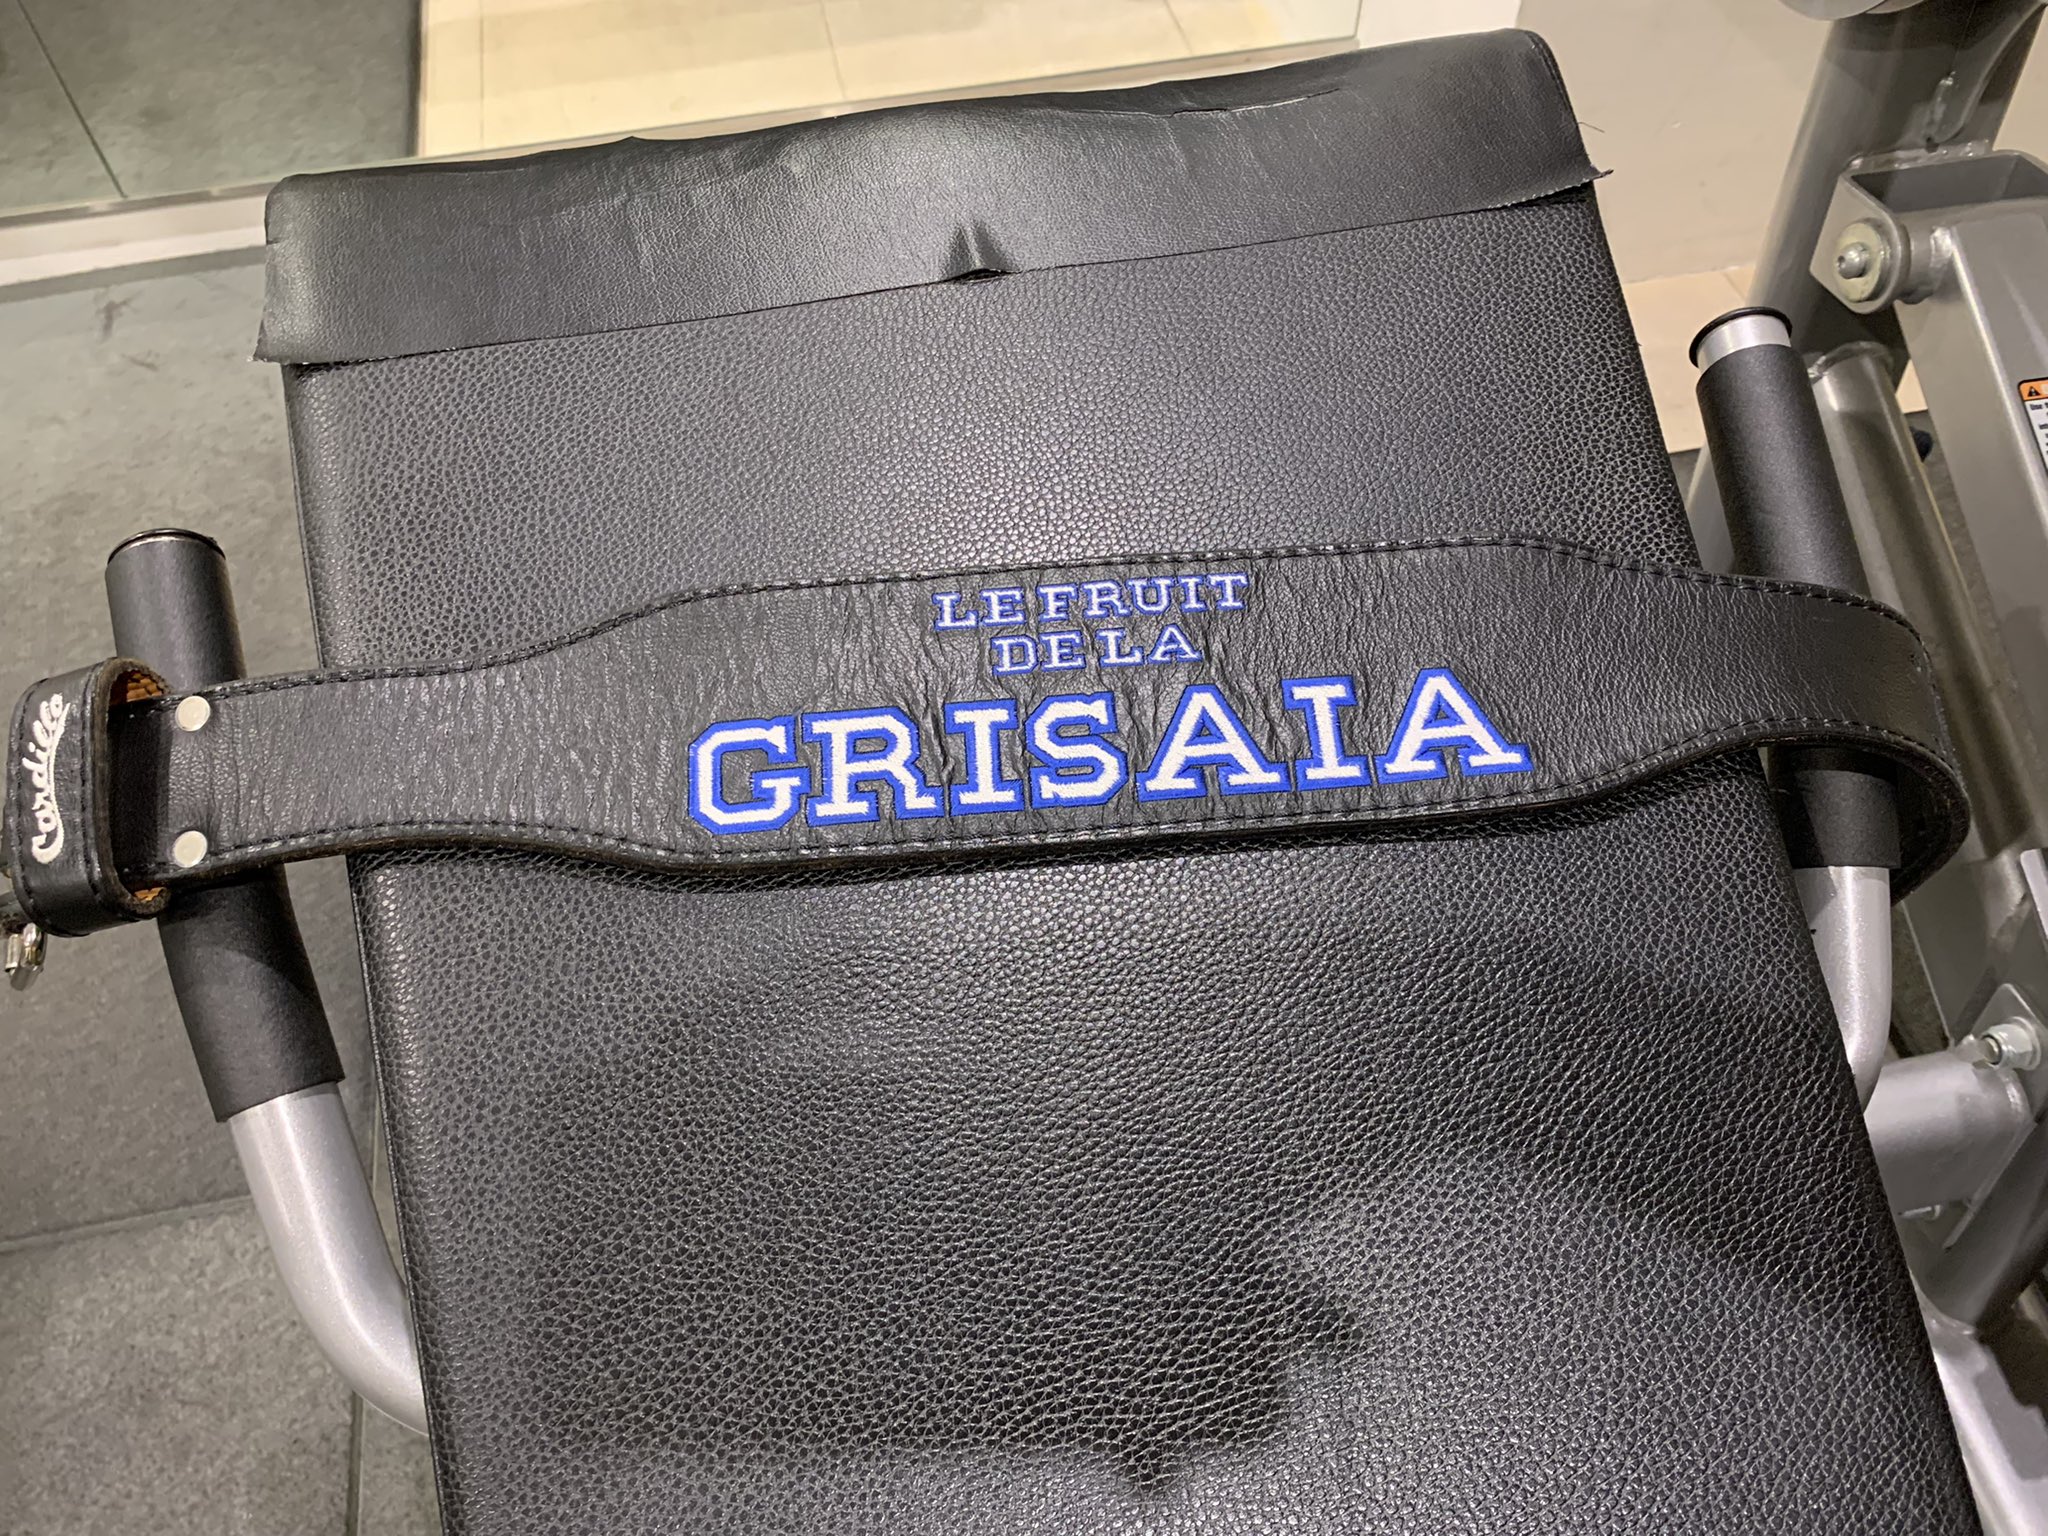 LE FRUIT
DE LA
GRISAIA
Cardillo